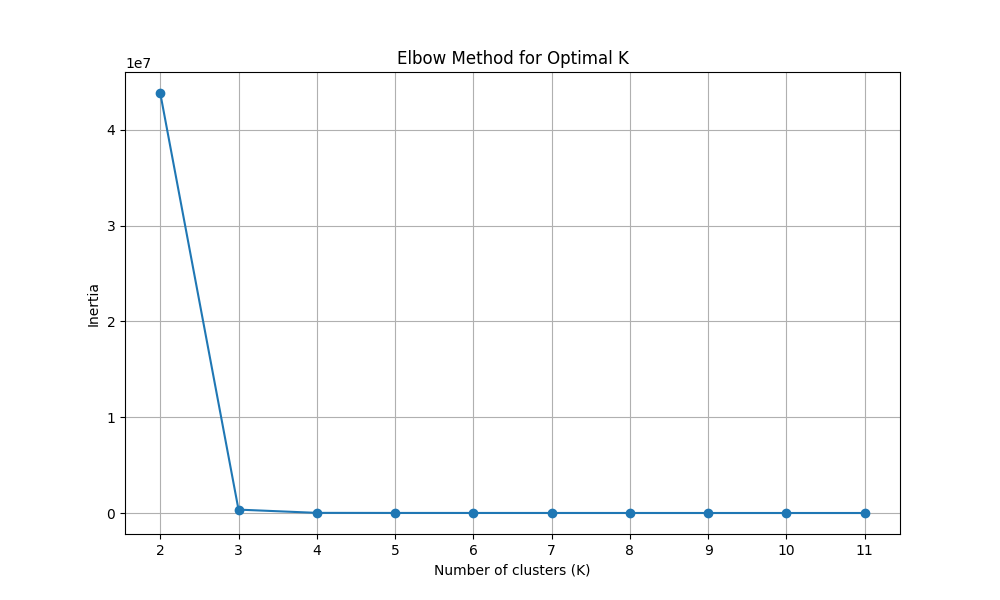 Elbow Method for Optimal K
1e7
4
3
2
1
0
Inertia
2 3 4 5 6 7 8 9 10 11
Number of clusters (K)